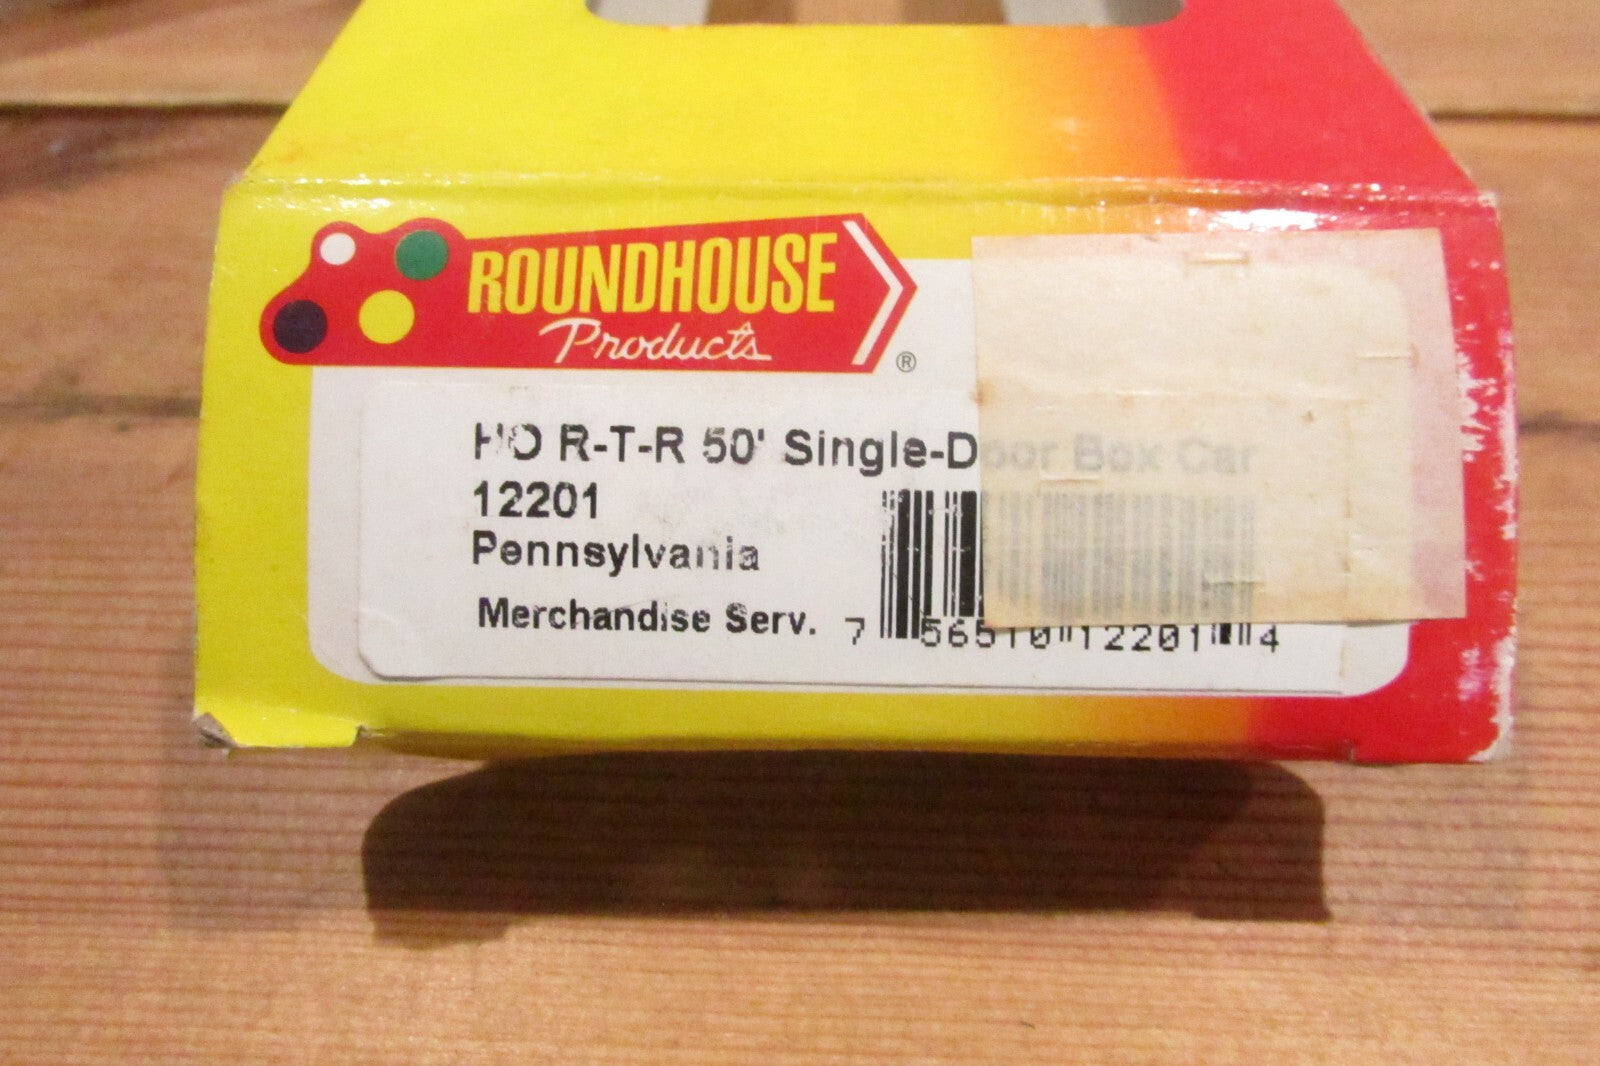 ROUNDHOUSE
Products
®
HO R-T-R 50' Single-Door Box Car
12201
Pennsylvania
Merchandise Serv.
7 56510 12201 4